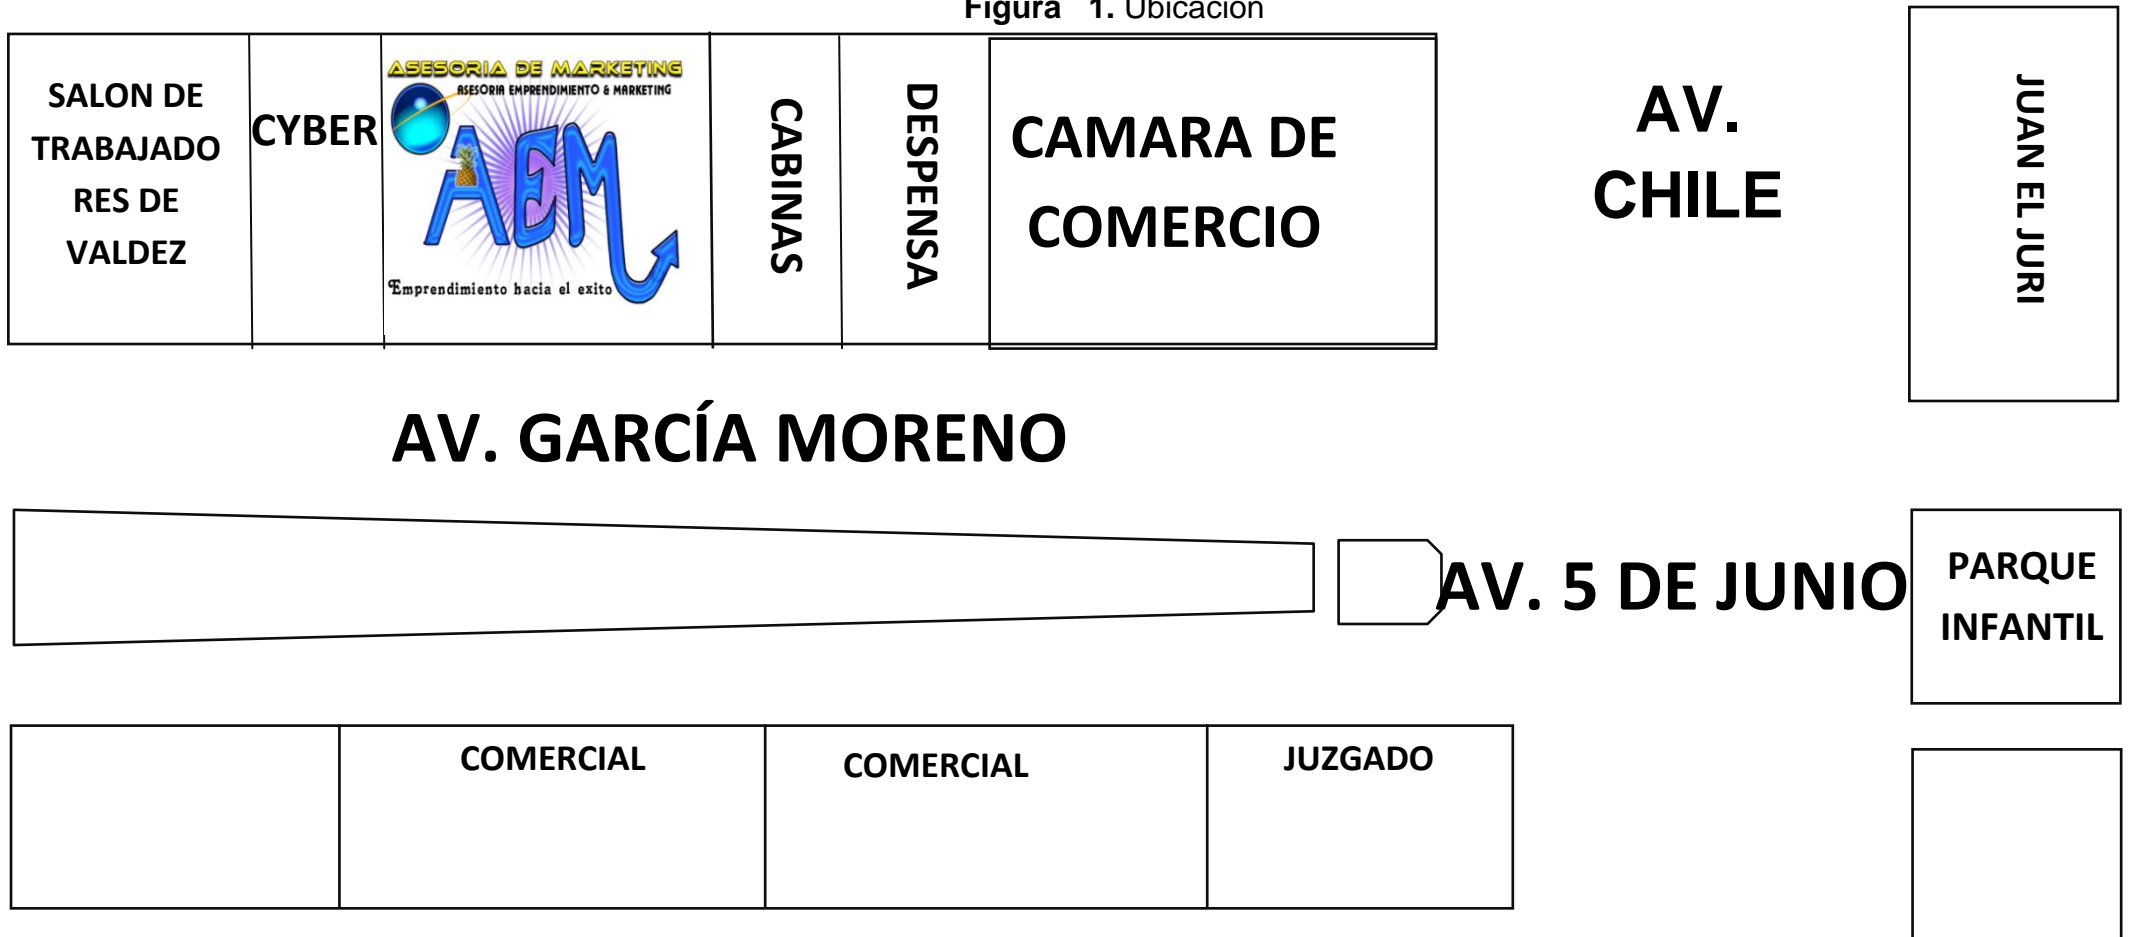 Figura 1. Ubicación
SALON DE
TRABAJADO
RES DE
VALDEZ
CYBER
ASESORIA DE MARKETING
ASESORIA EMPRENDIMIENTO & MARKETING
AEM
Emprendimiento hacia el exito
CABINAS
DESPENSA
CAMARA DE
COMERCIO
AV.
CHILE
JUAN EL JURI
AV. GARCÍA MORENO
AV. 5 DE JUNIO
PARQUE
INFANTIL
COMERCIAL
COMERCIAL
JUZGADO